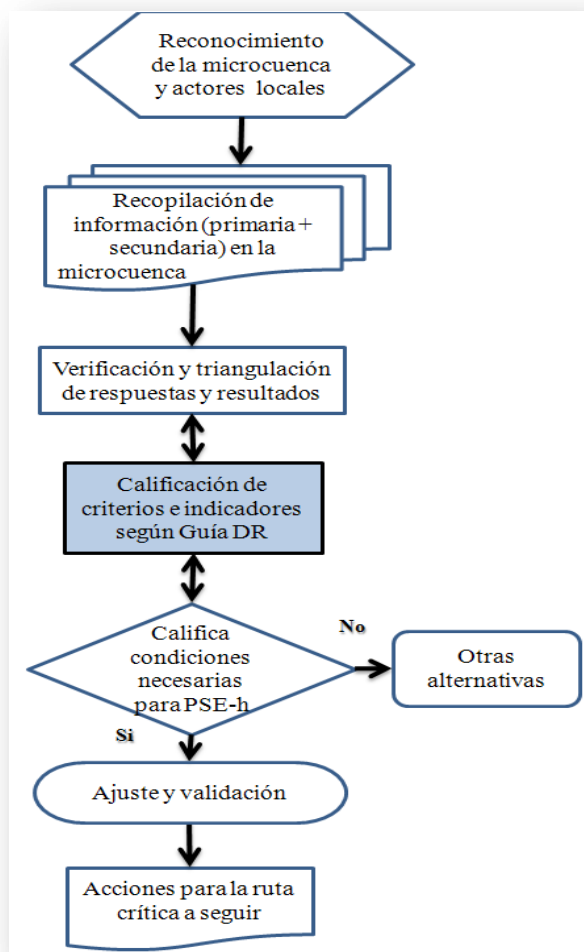 Reconocimiento
de la microcuenca
y actores locales
Recopilación de
información (primaria +
secundaria) en la
microcuenca
Verificación y triangulación
de respuestas y resultados
Calificación de
criterios e indicadores
según Guía DR
Califica
condiciones
necesarias
para PSE-h
No
Otras
alternativas
Si
Ajuste y validación
Acciones para la ruta
crítica a seguir